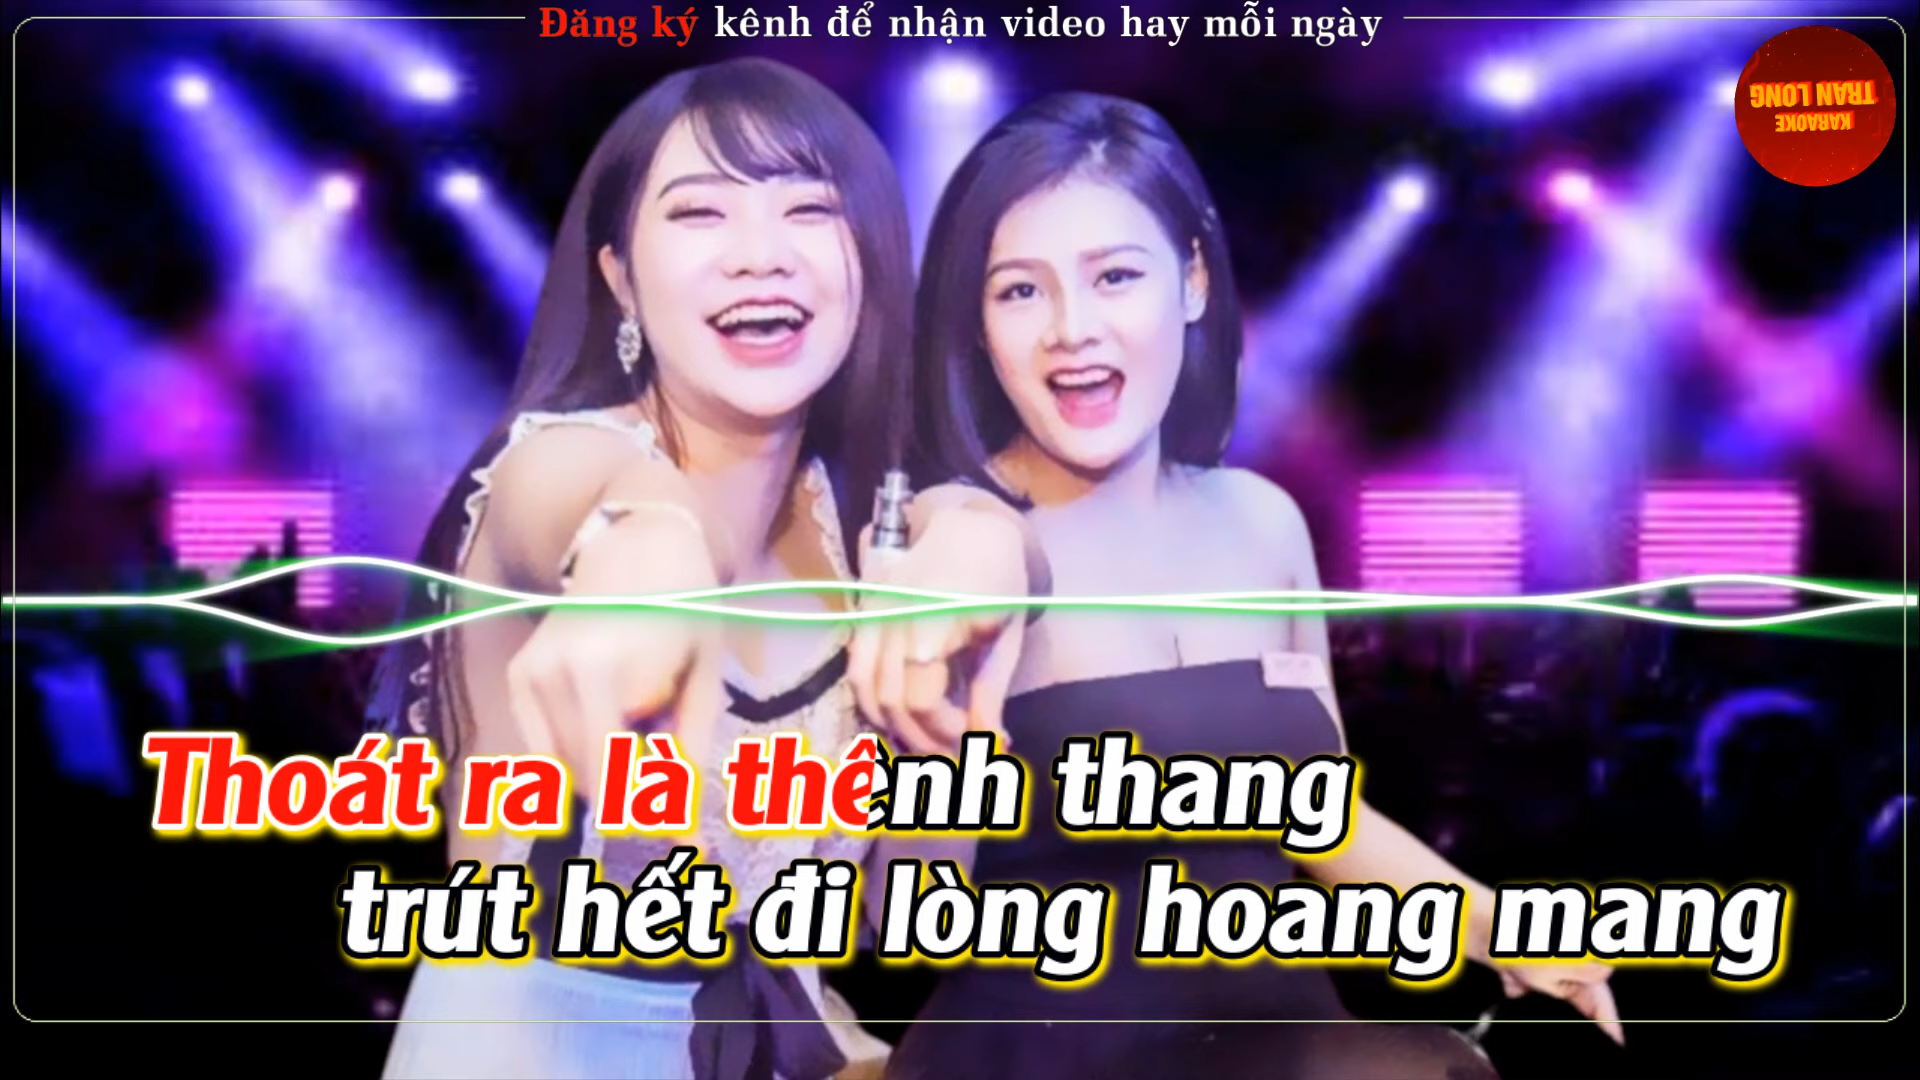 Đăng ký kênh để nhận video hay mỗi ngày
TRAN LONG
KARAOKE
Thoát ra là thênh thang
trút hết đi lòng hoang mang